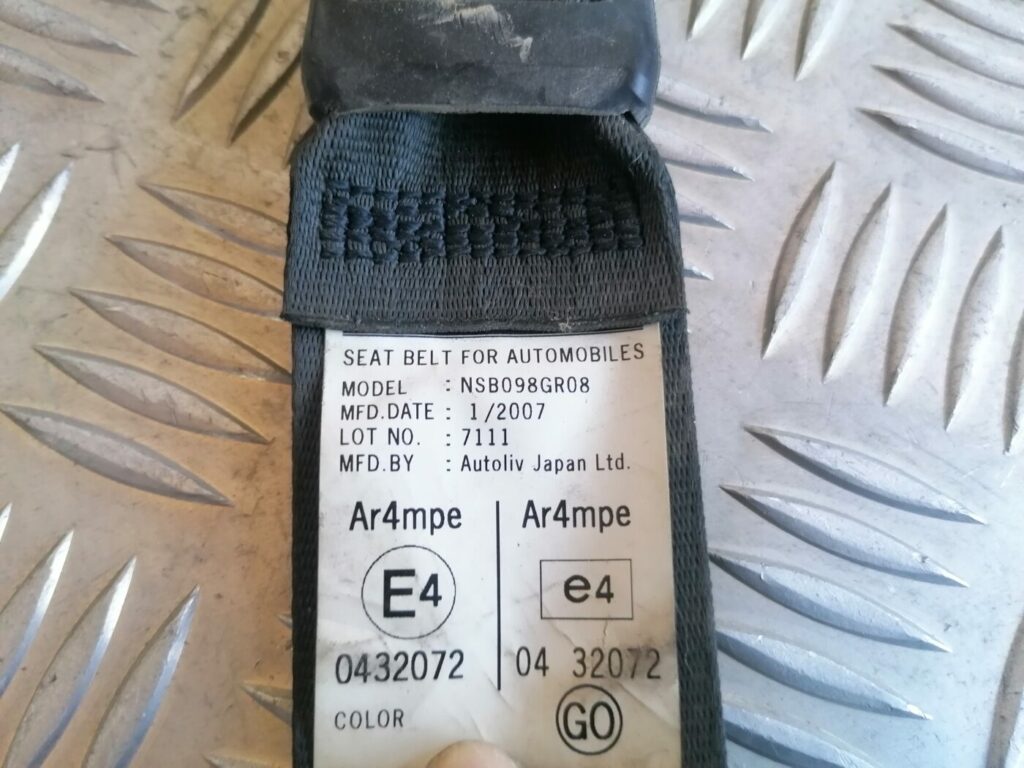 SEAT BELT FOR AUTOMOBILES
MODEL : NSB098GR08
MFD.DATE : 1/2007
LOT NO. : 7111
MFD.BY : Autoliv Japan Ltd.
Ar4mpe Ar4mpe
E4 e4
0432072 04 32072
COLOR GO